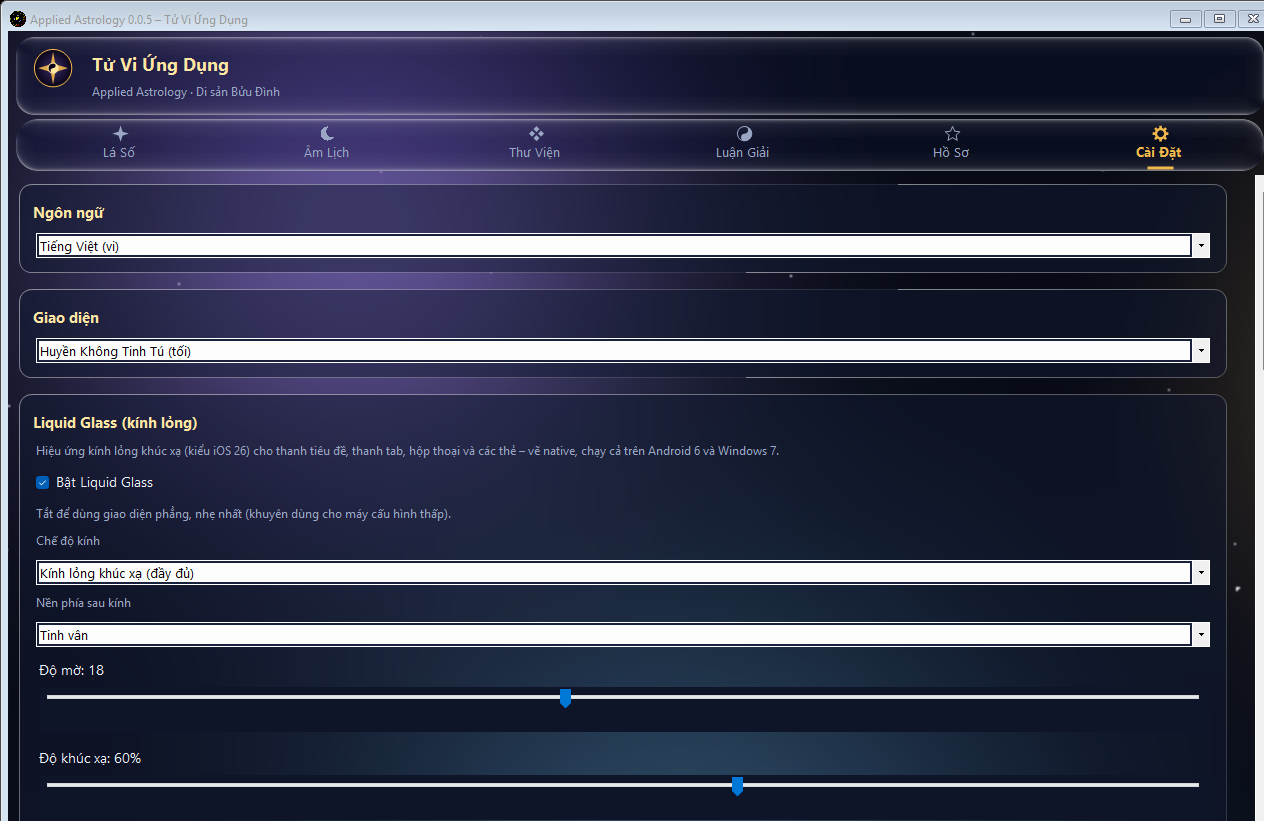 Applied Astrology 0.0.5 – Tử Vi Ứng Dụng
Tử Vi Ứng Dụng
Applied Astrology · Di sản Bửu Đình
Lá Số
Âm Lịch
Thư Viện
Luận Giải
Hồ Sơ
Cài Đặt
Ngôn ngữ
Tiếng Việt (vi)
Giao diện
Huyền Không Tinh Tú (tối)
Liquid Glass (kính lỏng)
Hiệu ứng kính lỏng khúc xạ (kiểu iOS 26) cho thanh tiêu đề, thanh tab, hộp thoại và các thẻ – vẽ native, chạy cả trên Android 6 và Windows 7.
Bật Liquid Glass
Tắt để dùng giao diện phẳng, nhẹ nhất (khuyên dùng cho máy cấu hình thấp).
Chế độ kính
Kính lỏng khúc xạ (đầy đủ)
Nền phía sau kính
Tinh vân
Độ mờ: 18
Độ khúc xạ: 60%